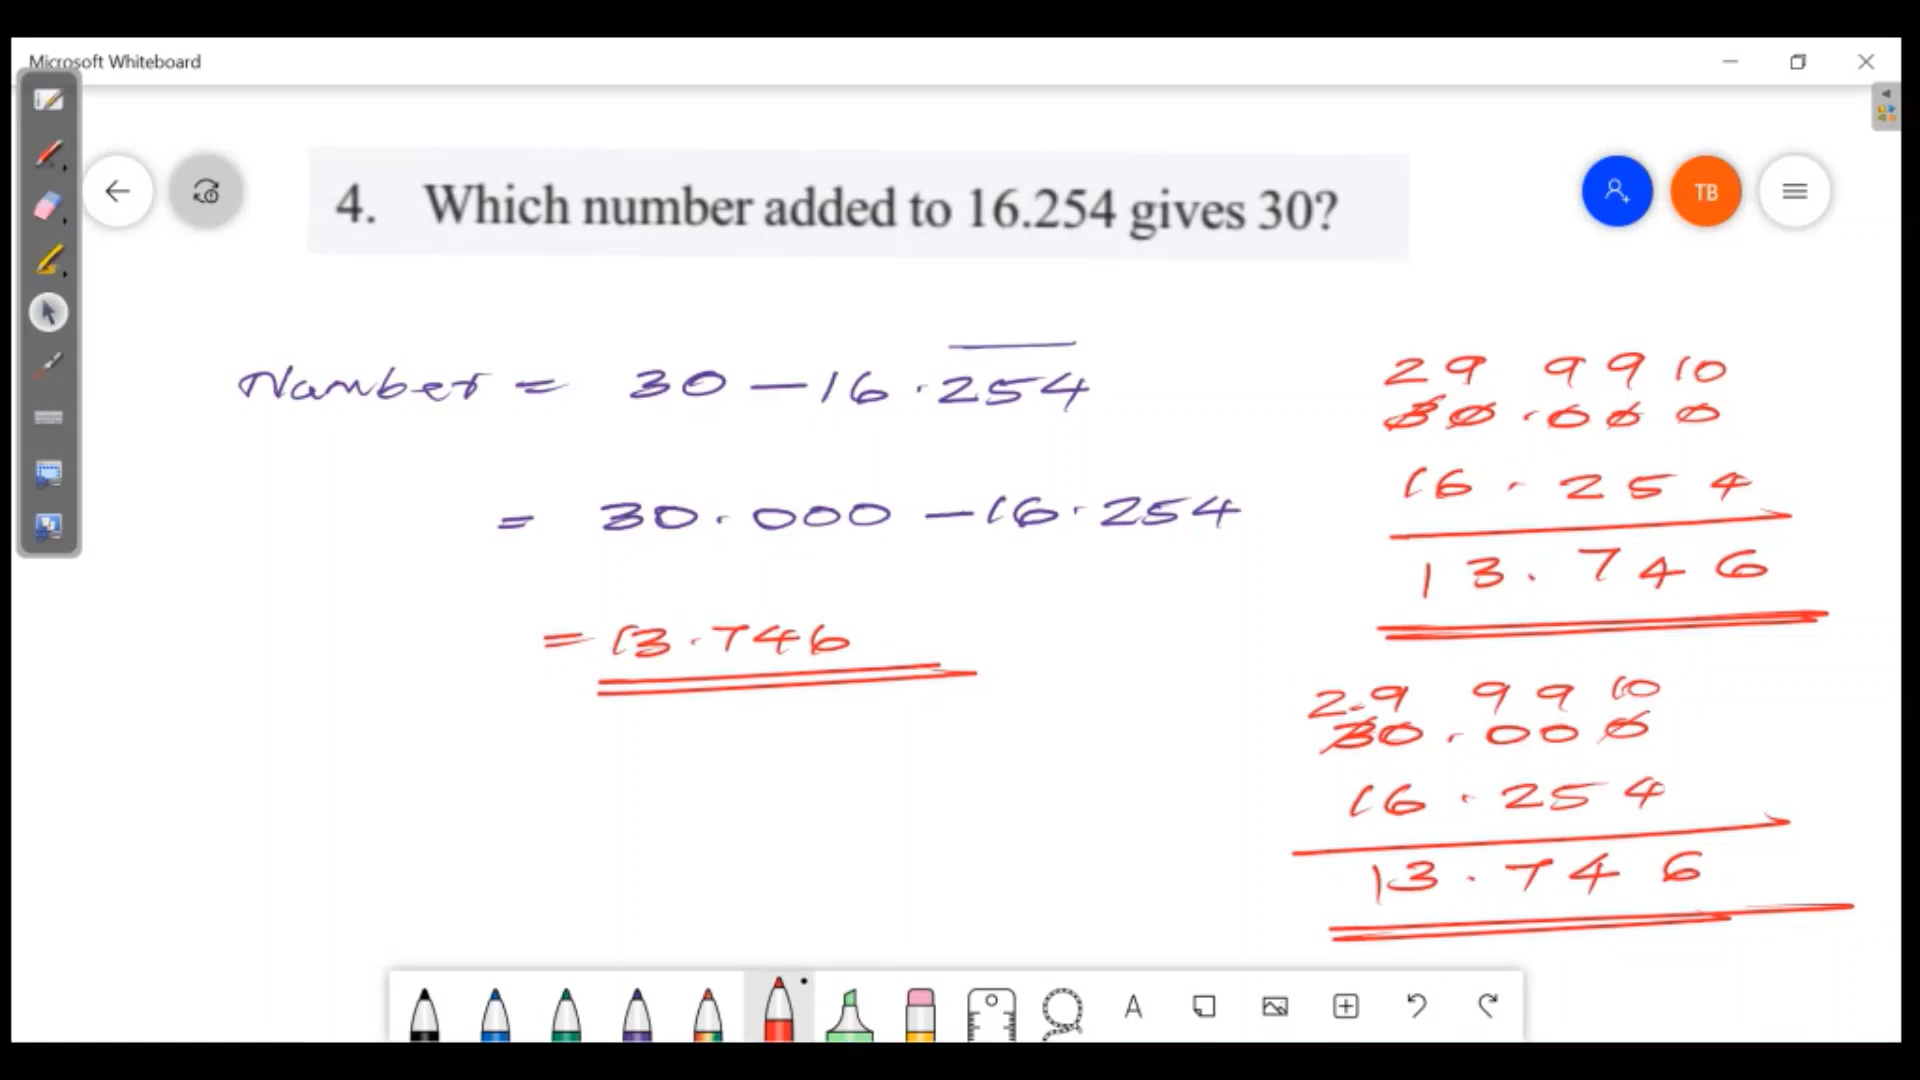 Microsoft Whiteboard
TB
4. Which number added to 16.254 gives 30?
Number = 30 - 16.254
= 30.000 - 16.254
= 13.746
29 9 9 10
30.000
16.254
13.746
2 9 9 9 10
30.000
16.254
13.746
A